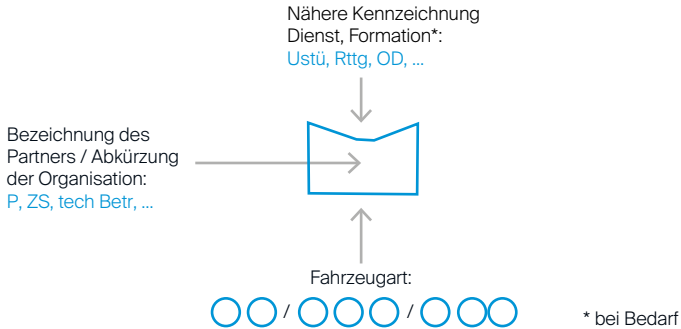 Nähere Kennzeichnung
Dienst, Formation*:
Ustü, Rttg, OD, ...
Bezeichnung des
Partners / Abkürzung
der Organisation:
P, ZS, tech Betr, ...
Fahrzeugart:
/ /
* bei Bedarf